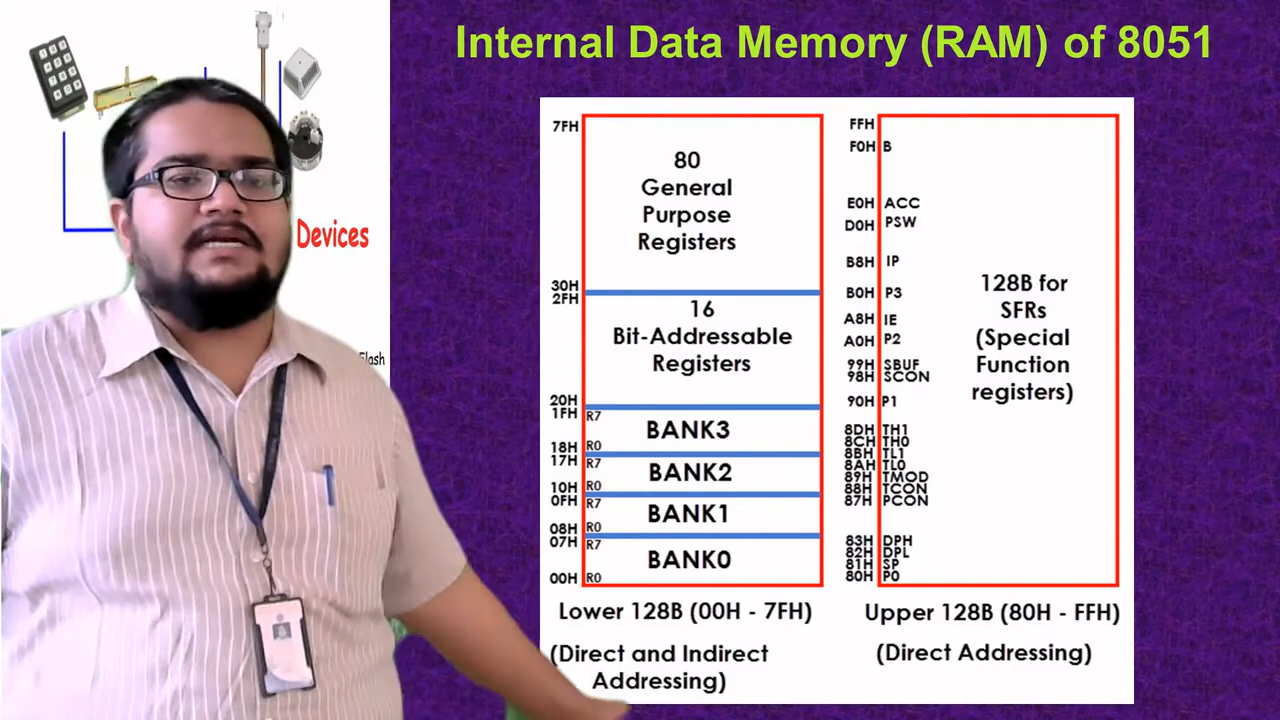 Internal Data Memory (RAM) of 8051
Devices
7FH
80
General
Purpose
Registers
30H
2FH
16
Bit-Addressable
Registers
20H
1FH R7
BANK3
18H R0
17H R7
BANK2
10H R0
0FH R7
BANK1
08H R0
07H R7
BANK0
00H R0
Lower 128B (00H - 7FH)
(Direct and Indirect
Addressing)
FFH
F0H B
E0H ACC
D0H PSW
B8H IP
B0H P3
A8H IE
A0H P2
99H SBUF
98H SCON
90H P1
8DH TH1
8CH TH0
8BH TL1
8AH TL0
89H TMOD
88H TCON
87H PCON
83H DPH
82H DPL
81H SP
80H P0
128B for
SFRs
(Special
Function
registers)
Upper 128B (80H - FFH)
(Direct Addressing)